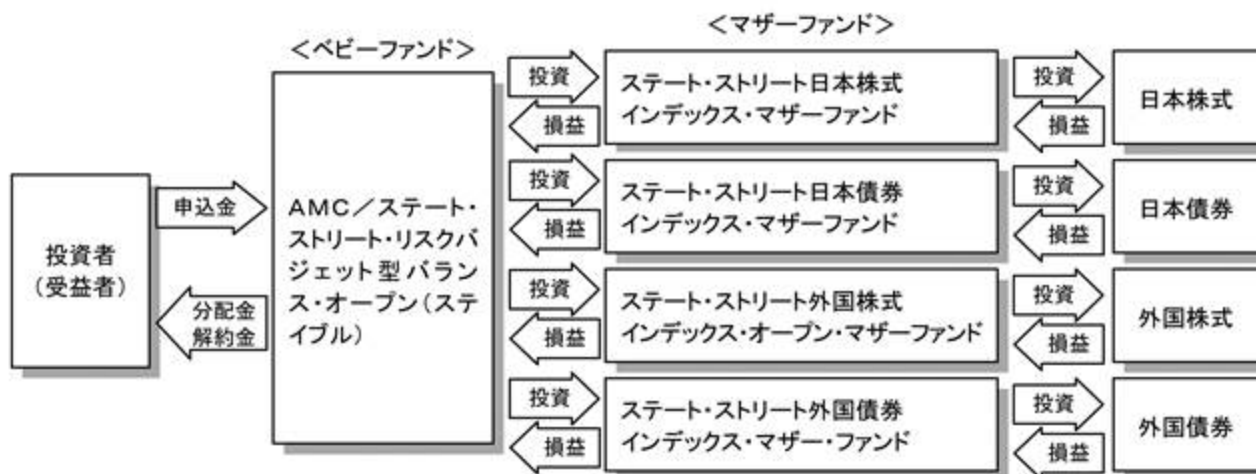 <マザーファンド>
<ベビーファンド>
投資者
(受益者)
申込金
分配金
解約金
AMC/ステート・
ストリート・リスクバ
ジェット型バラン
ス・オープン(ステ
イブル)
投資
損益
ステート・ストリート日本株式
インデックス・マザーファンド
投資
損益
日本株式
投資
損益
ステート・ストリート日本債券
インデックス・マザーファンド
投資
損益
日本債券
投資
損益
ステート・ストリート外国株式
インデックス・オープン・マザーファンド
投資
損益
外国株式
投資
損益
ステート・ストリート外国債券
インデックス・マザー・ファンド
投資
損益
外国債券